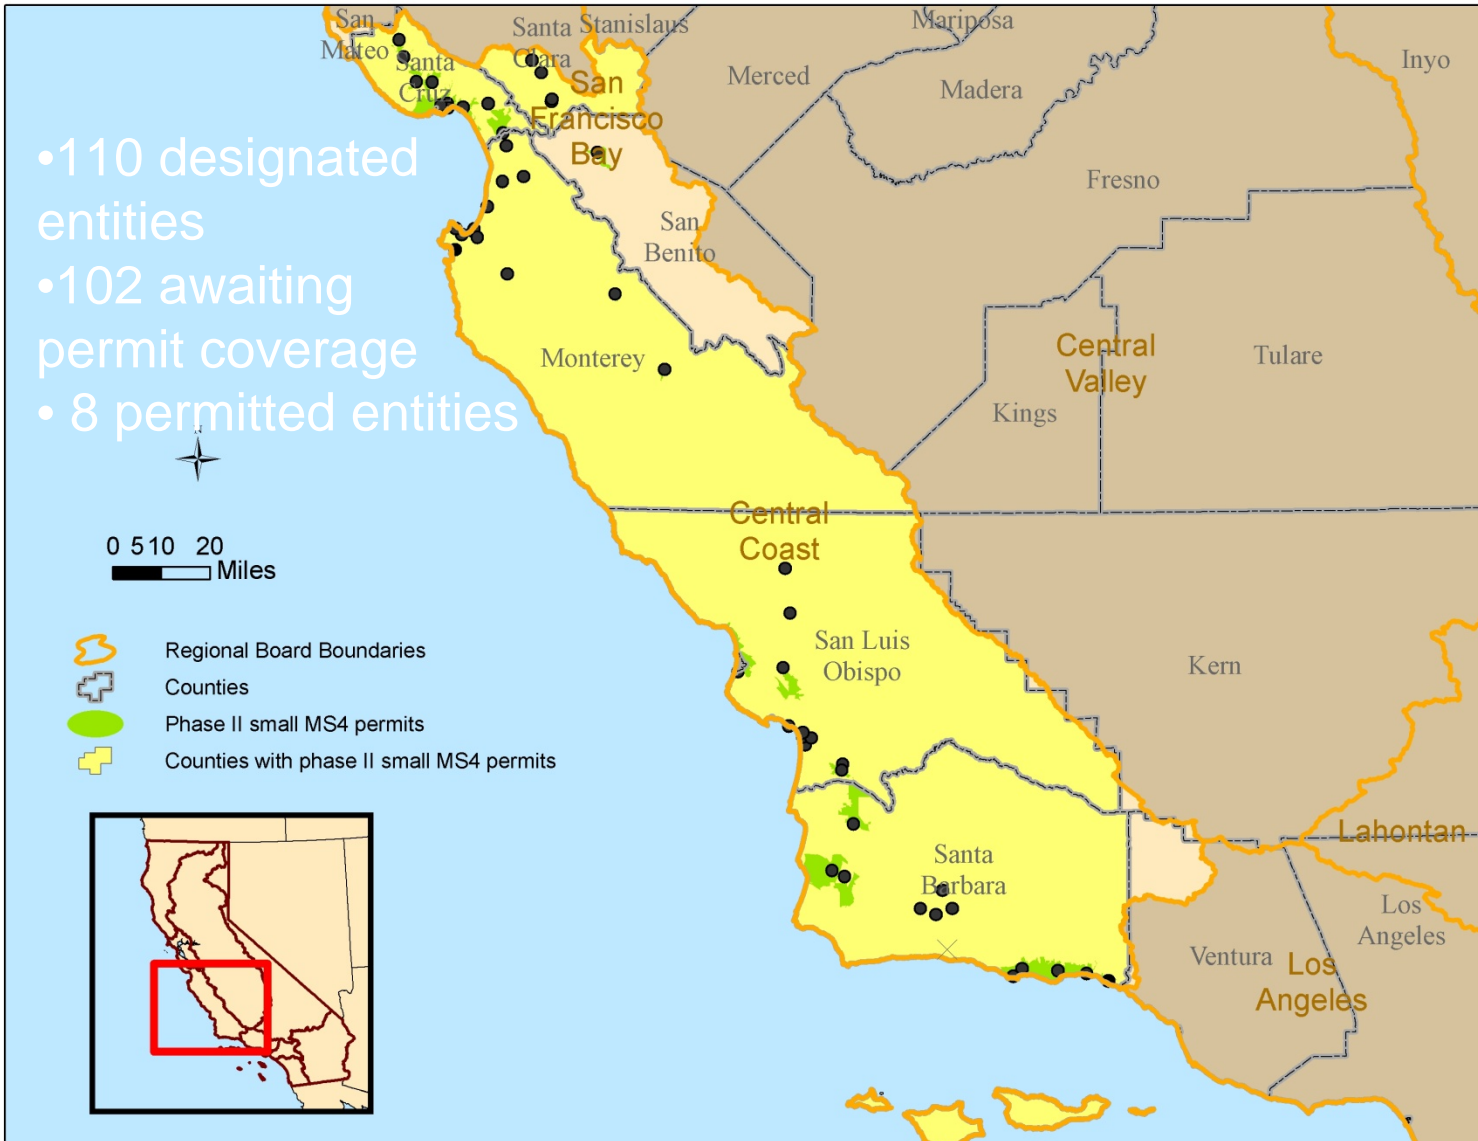 San
Mateo
Santa
Cruz
Santa
Clara
Stanislaus
San
Francisco
Bay
Merced
Mariposa
Madera
Inyo
•110 designated
entities
•102 awaiting
permit coverage
• 8 permitted entities
Fresno
San
Benito
Monterey
Central
Valley
Tulare
Kings
N
Central
Coast
0 5 10 20
Miles
San Luis
Obispo
Kern
Regional Board Boundaries
Counties
Phase II small MS4 permits
Counties with phase II small MS4 permits
Lahontan
Santa
Barbara
Los
Angeles
Ventura
Los
Angeles